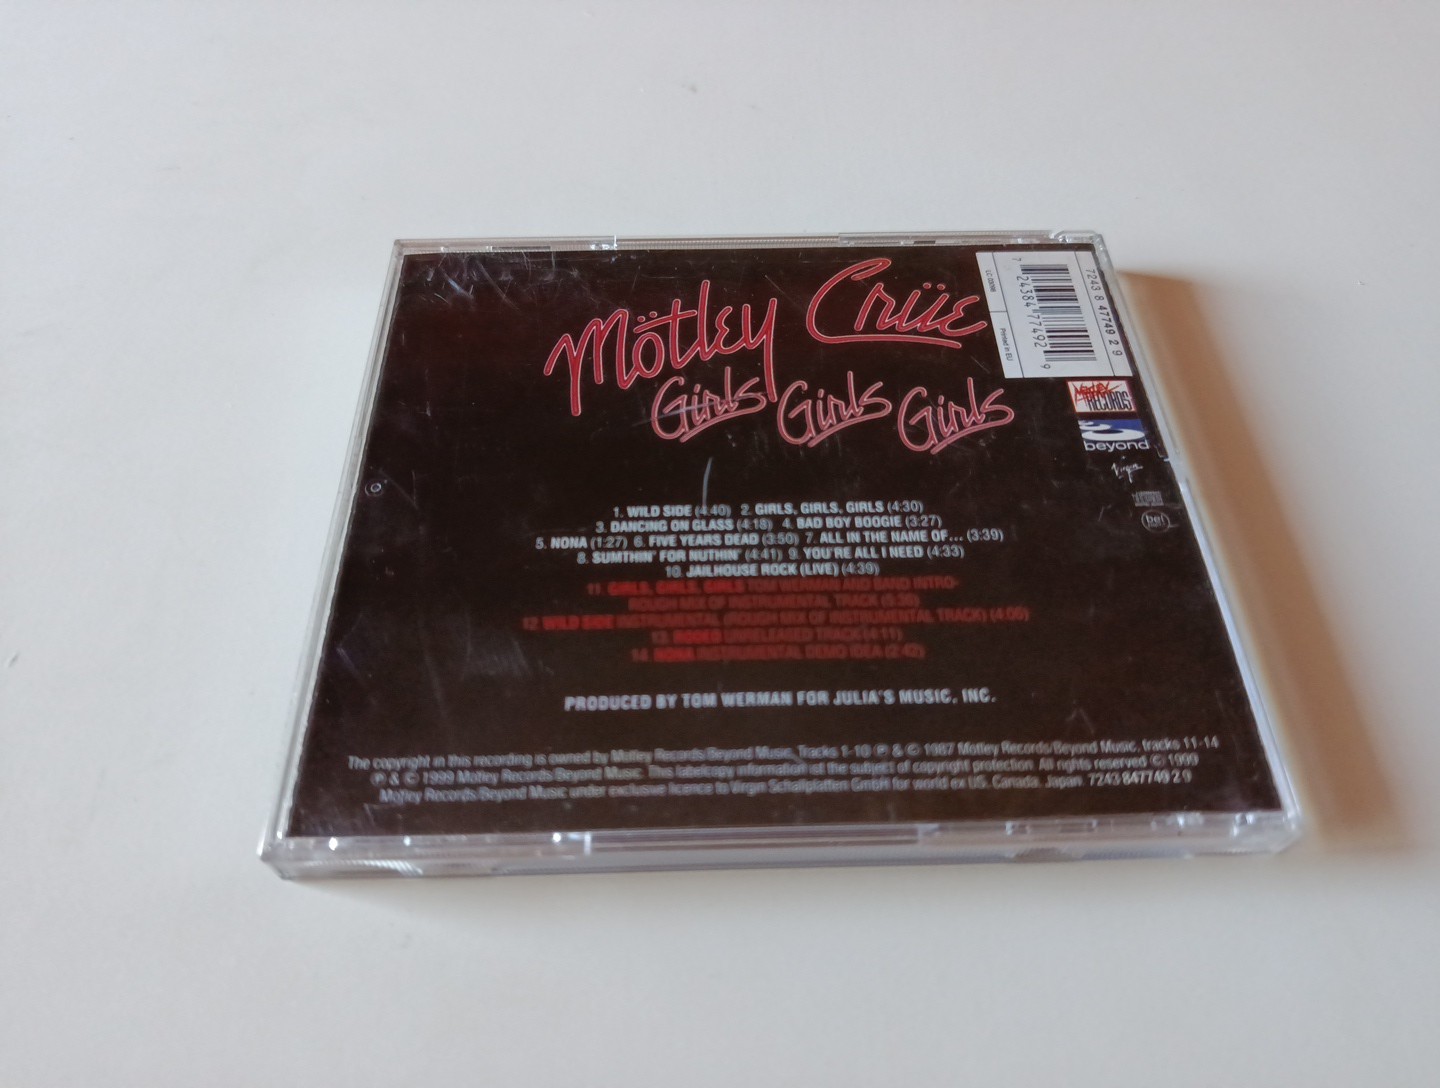 Mötley Crüe
Girls Girls Girls
7243 8 47749 2 9
7 24384 77492 9
Printed in EU
Mötley
RECORDS
beyond
Virgin
bel
1. WILD SIDE (4:40) 2. GIRLS, GIRLS, GIRLS (4:30)
3. DANCING ON GLASS (4:18) 4. BAD BOY BOOGIE (3:27)
5. NONA (1:27) 6. FIVE YEARS DEAD (3:50) 7. ALL IN THE NAME OF... (3:39)
8. SUMTHIN' FOR NUTHIN' (4:41) 9. YOU'RE ALL I NEED (4:33)
10. JAILHOUSE ROCK (LIVE) (4:39)
11. GIRLS, GIRLS, GIRLS TOM WERMAN AND BAND INTRO-
ROUGH MIX OF INSTRUMENTAL TRACK
12. WILD SIDE INSTRUMENTAL (ROUGH MIX OF INSTRUMENTAL TRACK) (4:00)
13. RODEO UNRELEASED TRACK (4:11)
14. NONA INSTRUMENTAL DEMO IDEA (2:42)
PRODUCED BY TOM WERMAN FOR JULIA'S MUSIC, INC.
The copyright in this recording is owned by Mötley Records/Beyond Music, Tracks 1-10 ℗ & © 1987 Mötley Records/Beyond Music, tracks 11-14
℗ & © 1999 Mötley Records/Beyond Music. This labelcopy information ist the subject of copyright protection. All rights reserved © 1999
Mötley Records/Beyond Music under exclusive licence to Virgin Schallplatten GmbH for world ex US, Canada, Japan 7243 847749 2 9